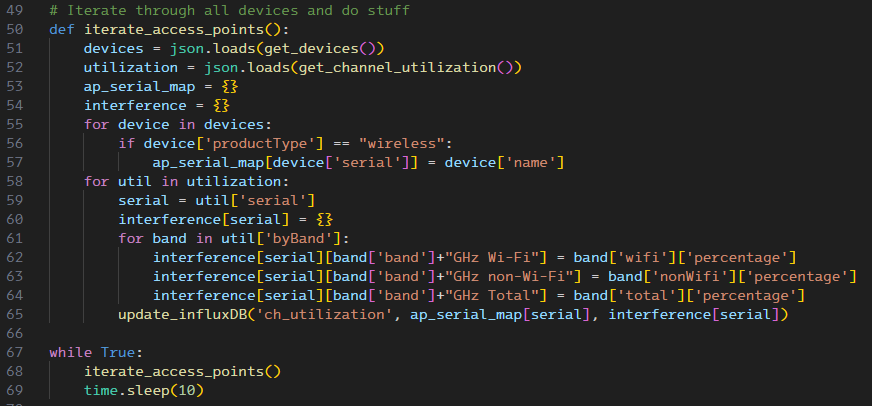 49 # Iterate through all devices and do stuff
50 def iterate_access_points():
51     devices = json.loads(get_devices())
52     utilization = json.loads(get_channel_utilization())
53     ap_serial_map = {}
54     interference = {}
55     for device in devices:
56         if device['productType'] == "wireless":
57             ap_serial_map[device['serial']] = device['name']
58     for util in utilization:
59         serial = util['serial']
60         interference[serial] = {}
61         for band in util['byBand']:
62             interference[serial][band['band']+"GHz Wi-Fi"] = band['wifi']['percentage']
63             interference[serial][band['band']+"GHz non-Wi-Fi"] = band['nonWifi']['percentage']
64             interference[serial][band['band']+"GHz Total"] = band['total']['percentage']
65         update_influxDB('ch_utilization', ap_serial_map[serial], interference[serial])
66
67 while True:
68     iterate_access_points()
69     time.sleep(10)